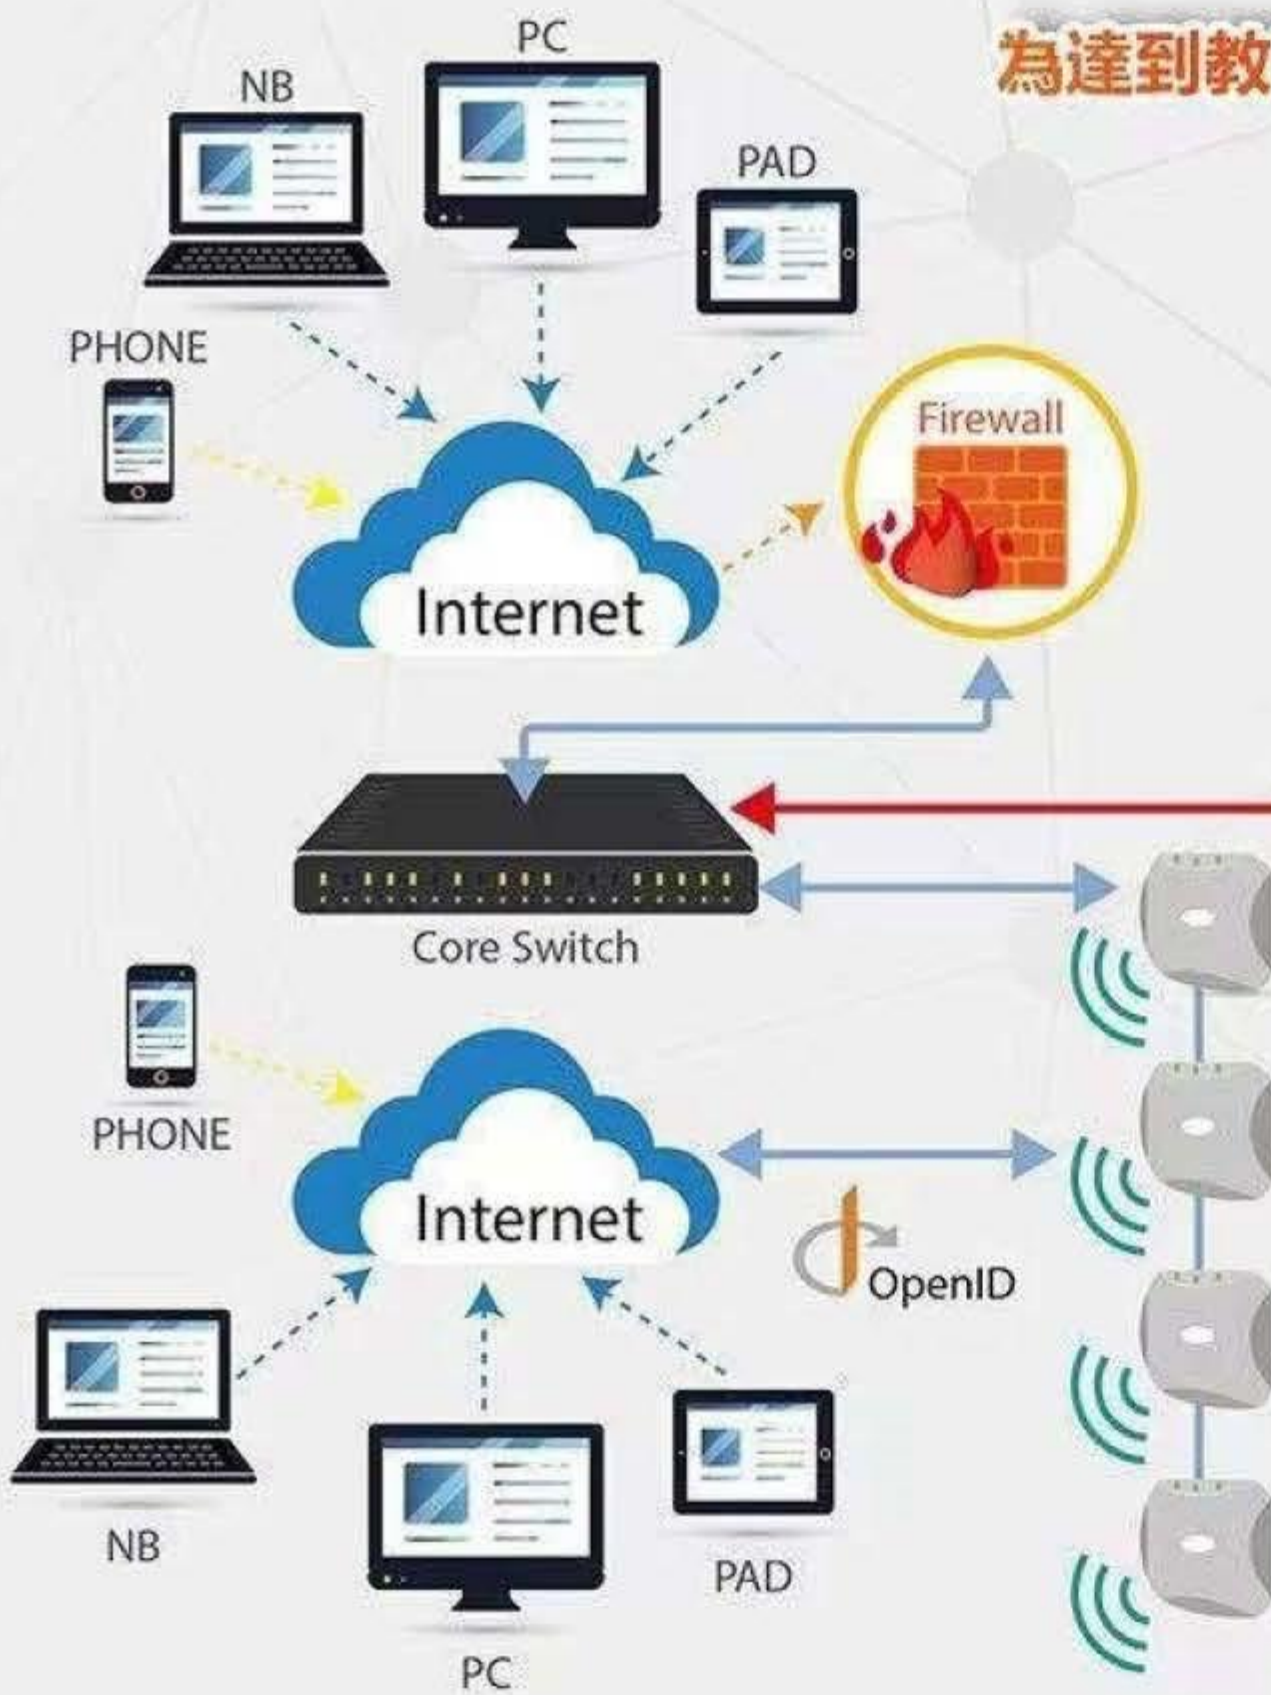 為達到教
PC
NB
PAD
PHONE
Firewall
Internet
Core Switch
PHONE
Internet
OpenID
NB
PAD
PC